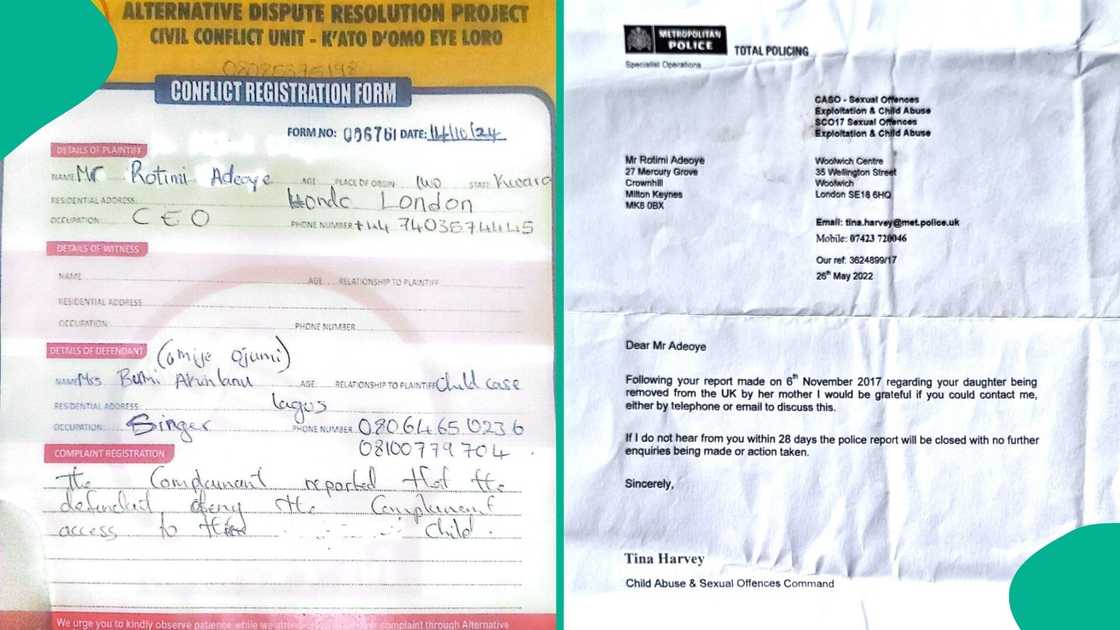 ALTERNATIVE DISPUTE RESOLUTION PROJECT
CIVIL CONFLICT UNIT - K'ATO D'OMO EYE LORO
CONFLICT REGISTRATION FORM
FORM NO: 096761 DATE: 14/10/24
DETAILS OF PLAINTIFF
NAME Mr Rotimi Adeoye AGE PLACE OF ORIGIN Iwo STATE Kwara
RESIDENTIAL ADDRESS London
OCCUPATION CEO PHONE NUMBER +44 7403574445
DETAILS OF WITNESS
NAME AGE RELATIONSHIP TO PLAINTIFF
RESIDENTIAL ADDRESS
OCCUPATION PHONE NUMBER
DETAILS OF DEFENDANT (Omije Ojumi)
NAME Mrs Bumi Akinlanu AGE RELATIONSHIP TO PLAINTIFF Child case
RESIDENTIAL ADDRESS Lagos
OCCUPATION Singer PHONE NUMBER 08064650236
08100779704
COMPLAINT REGISTRATION
The Complainant reported that the
defendant deny the Complainant
access to Child.
We urge you to kindly observe patience while we complaint through Alternative
METROPOLITAN
POLICE
TOTAL POLICING
Specialist Operations
CASO - Sexual Offences
Exploitation & Child Abuse
SCO17 Sexual Offences
Exploitation & Child Abuse
Mr Rotimi Adeoye
27 Mercury Grove
Crownhill
Milton Keynes
MK8 0BX
Woolwich Centre
35 Wellington Street
Woolwich
London SE18 6HQ
Email: tina.harvey@met.police.uk
Mobile: 07423 720046
Our ref: 3624899/17
26th May 2022
Dear Mr Adeoye
Following your report made on 6th November 2017 regarding your daughter being
removed from the UK by her mother I would be grateful if you could contact me,
either by telephone or email to discuss this.
If I do not hear from you within 28 days the police report will be closed with no further
enquiries being made or action taken.
Sincerely,
Tina Harvey
Child Abuse & Sexual Offences Command